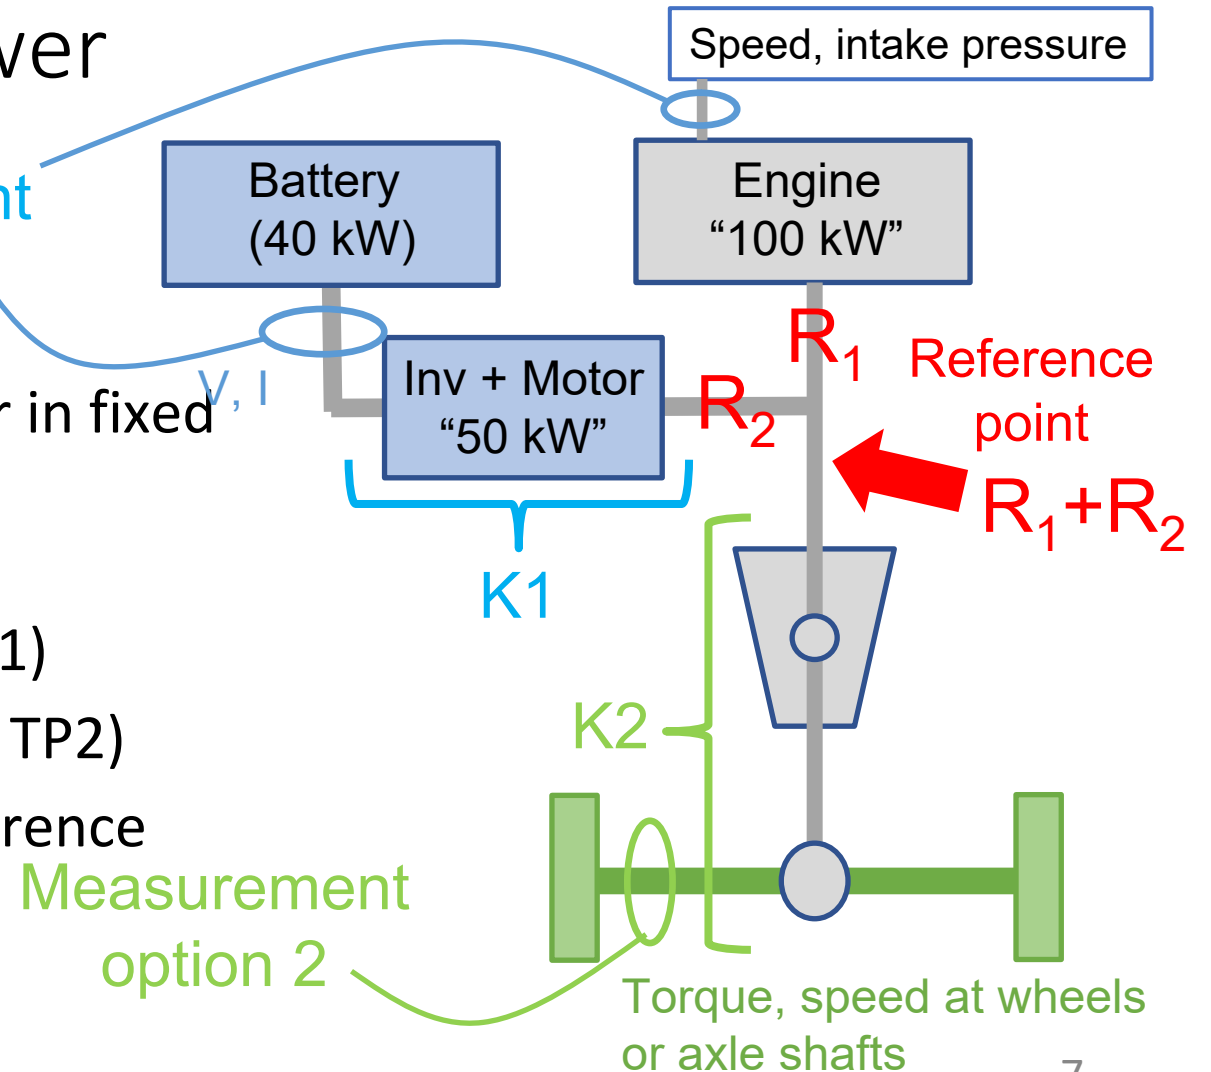 wer
Speed, intake pressure
nt
Battery
(40 kW)
Engine
“100 kW”
V, I
r in fixed
Inv + Motor
“50 kW”
R1
R2
Reference
point
R1+R2
K1
1)
TP2)
K2
rence
Measurement
option 2
Torque, speed at wheels
or axle shafts